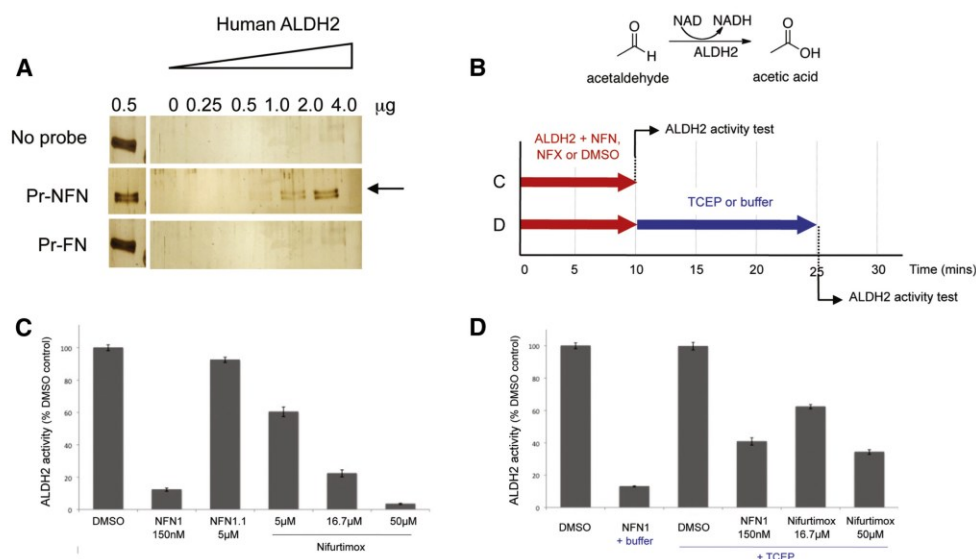 A
Human ALDH2
0.5 0 0.25 0.5 1.0 2.0 4.0 μg
No probe
Pr-NFN
Pr-FN
B
NAD NADH
O H
ALDH2
O OH
acetaldehyde acetic acid
ALDH2 + NFN,
NFX or DMSO
ALDH2 activity test
C
TCEP or buffer
D
0 5 10 15 20 25 30 Time (mins)
ALDH2 activity test
C
ALDH2 activity (% DMSO control)
100
80
60
40
20
0
DMSO NFN1 150nM NFN1.1 5μM 5μM 16.7μM 50μM
Nifurtimox
D
ALDH2 activity (% DMSO control)
100
80
60
40
20
0
DMSO NFN1 + buffer DMSO NFN1 150nM Nifurtimox 16.7μM Nifurtimox 50μM
+ TCEP